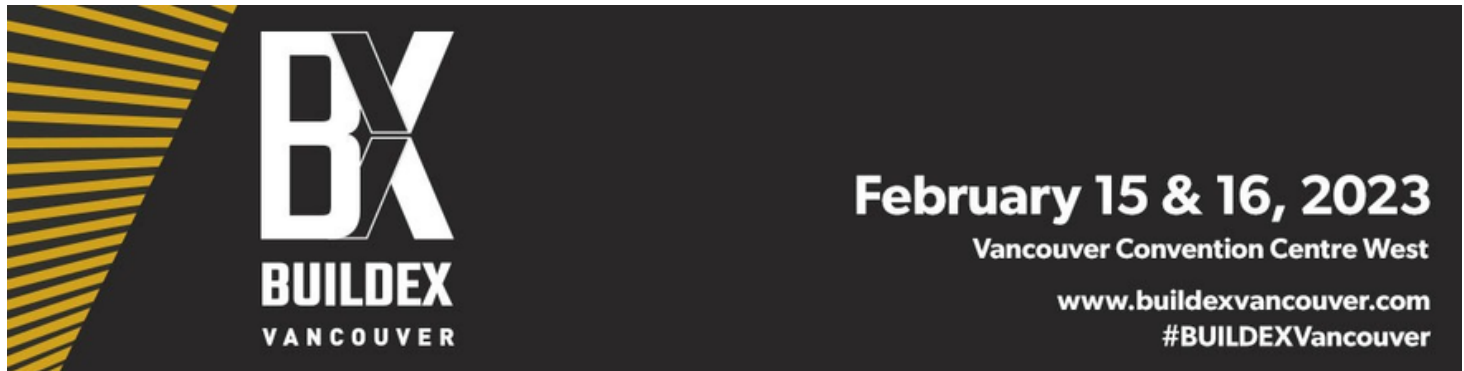 BX
BUILDEX
VANCOUVER
February 15 & 16, 2023
Vancouver Convention Centre West
www.buildexvancouver.com
#BUILDEXVancouver